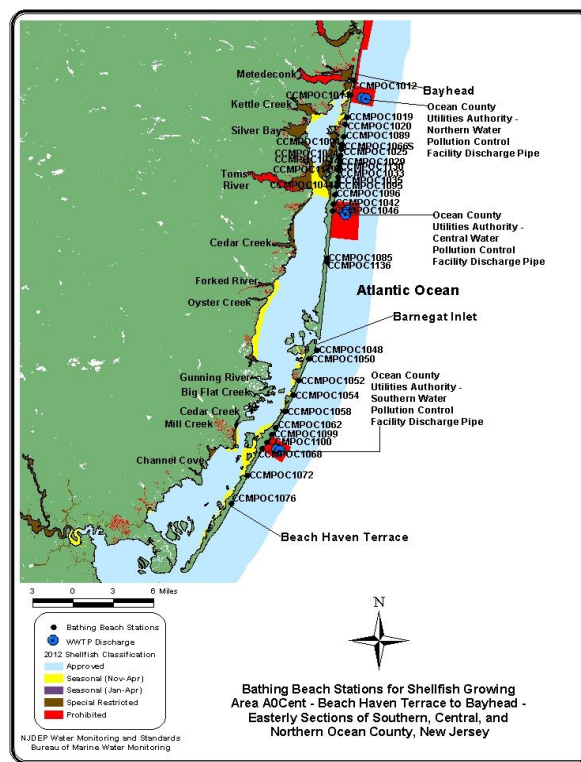 Metedeconk
CCMPOC1012
Bayhead
Kettle Creek
Ocean County
Utilities Authority -
Northern Water
Pollution Control
Facility Discharge Pipe
CCMPOC1019
CCMPOC1020
Silver Bay
CCMPOC1089
CCMPOC1066S
CCMPOC1025
CCMPOC1029
CCMPOC1130
CCMPOC1033
Toms
River
CCMPOC1035
CCMPOC1095
CCMPOC1096
CCMPOC1042
CCMPOC1046
Ocean County
Utilities Authority -
Central Water
Pollution Control
Facility Discharge Pipe
Cedar Creek
CCMPOC1085
CCMPOC1136
Forked River
Oyster Creek
Atlantic Ocean
Barnegat Inlet
CCMPOC1048
CCMPOC1050
Gunning River
Big Flat Creek
CCMPOC1052
CCMPOC1054
Ocean County
Utilities Authority -
Southern Water
Pollution Control
Facility Discharge Pipe
Cedar Creek
CCMPOC1058
Mill Creek
CCMPOC1062
CCMPOC1099
CCMPOC1100
CCMPOC1068
Channel Cove
CCMPOC1072
CCMPOC1076
Beach Haven Terrace
3 0 3 6 Miles
N
Bathing Beach Stations
WWTP Discharge
2012 Shellfish Classification
Approved
Seasonal (Nov-Apr)
Seasonal (Jan-Apr)
Special Restricted
Prohibited
NJDEP Water Monitoring and Standards
Bureau of Marine Water Monitoring
Bathing Beach Stations for Shellfish Growing
Area A0Cent - Beach Haven Terrace to Bayhead -
Easterly Sections of Southern, Central, and
Northern Ocean County, New Jersey